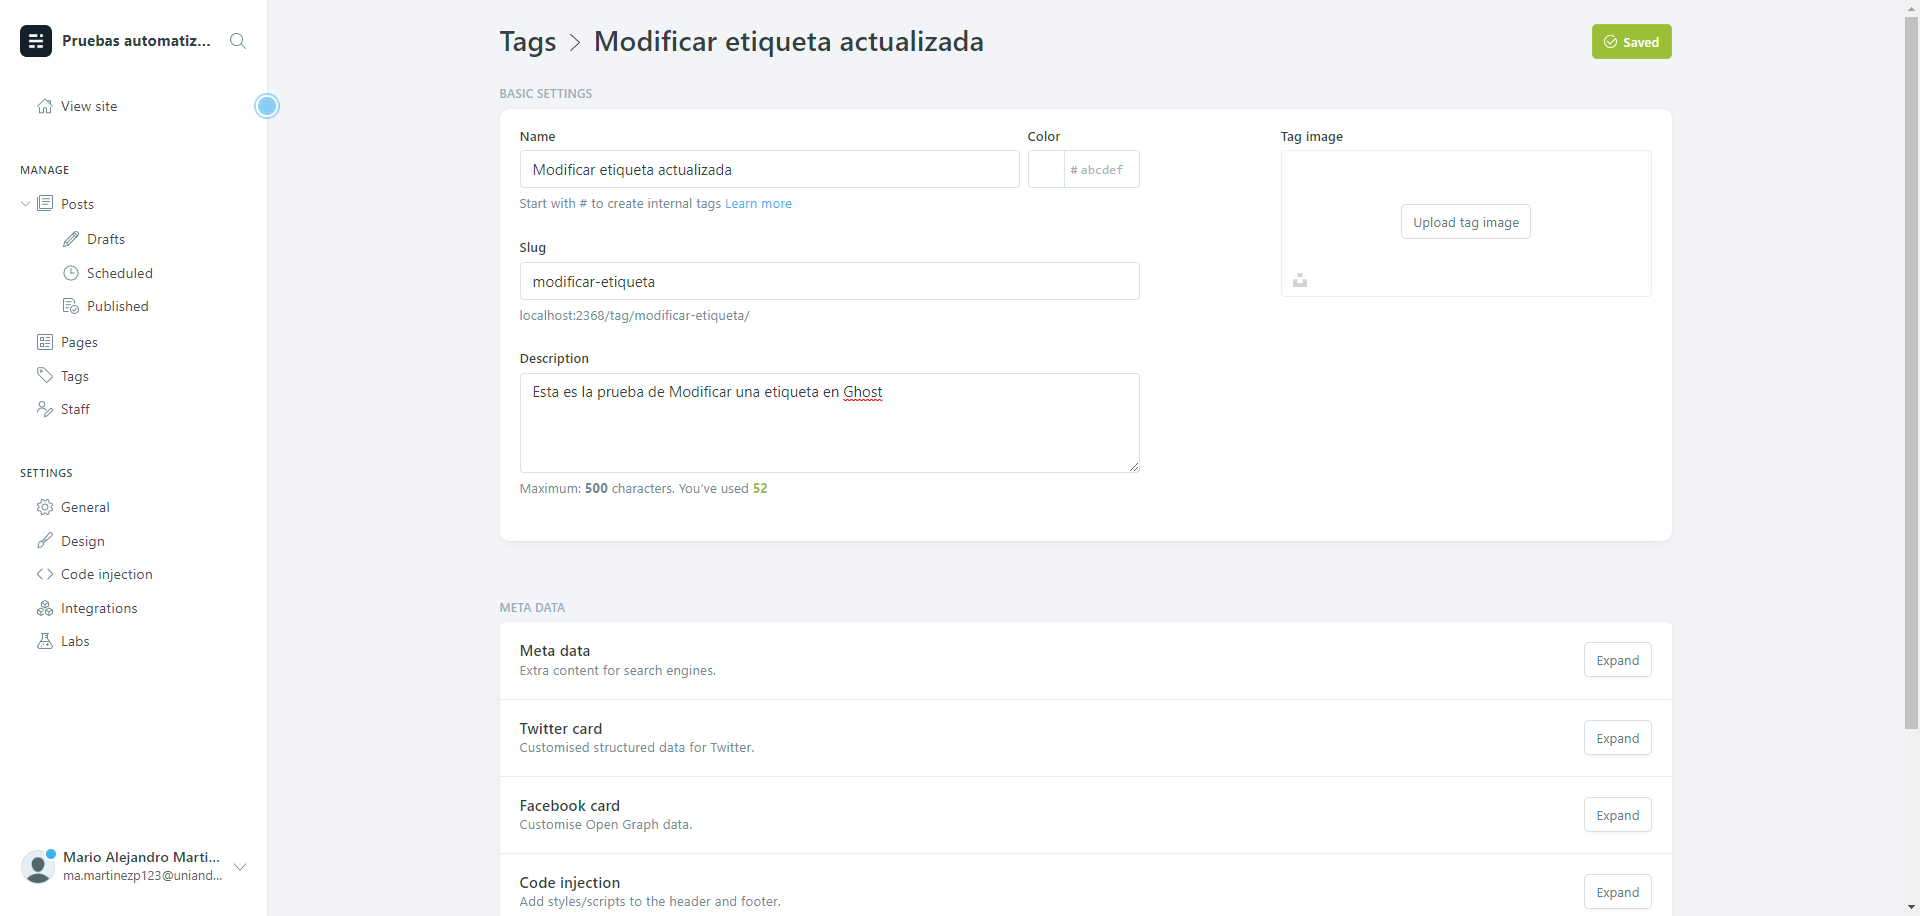 Pruebas automatiz...
View site
MANAGE
Posts
Drafts
Scheduled
Published
Pages
Tags
Staff
SETTINGS
General
Design
Code injection
Integrations
Labs
Mario Alejandro Marti...
ma.martinezp123@uniand...
Tags > Modificar etiqueta actualizada
Saved
BASIC SETTINGS
Name
Modificar etiqueta actualizada
Start with # to create internal tags Learn more
Color
# abcdef
Slug
modificar-etiqueta
localhost:2368/tag/modificar-etiqueta/
Description
Esta es la prueba de Modificar una etiqueta en Ghost
Maximum: 500 characters. You've used 52
Tag image
Upload tag image
META DATA
Meta data
Extra content for search engines.
Expand
Twitter card
Customised structured data for Twitter.
Expand
Facebook card
Customise Open Graph data.
Expand
Code injection
Add styles/scripts to the header and footer.
Expand